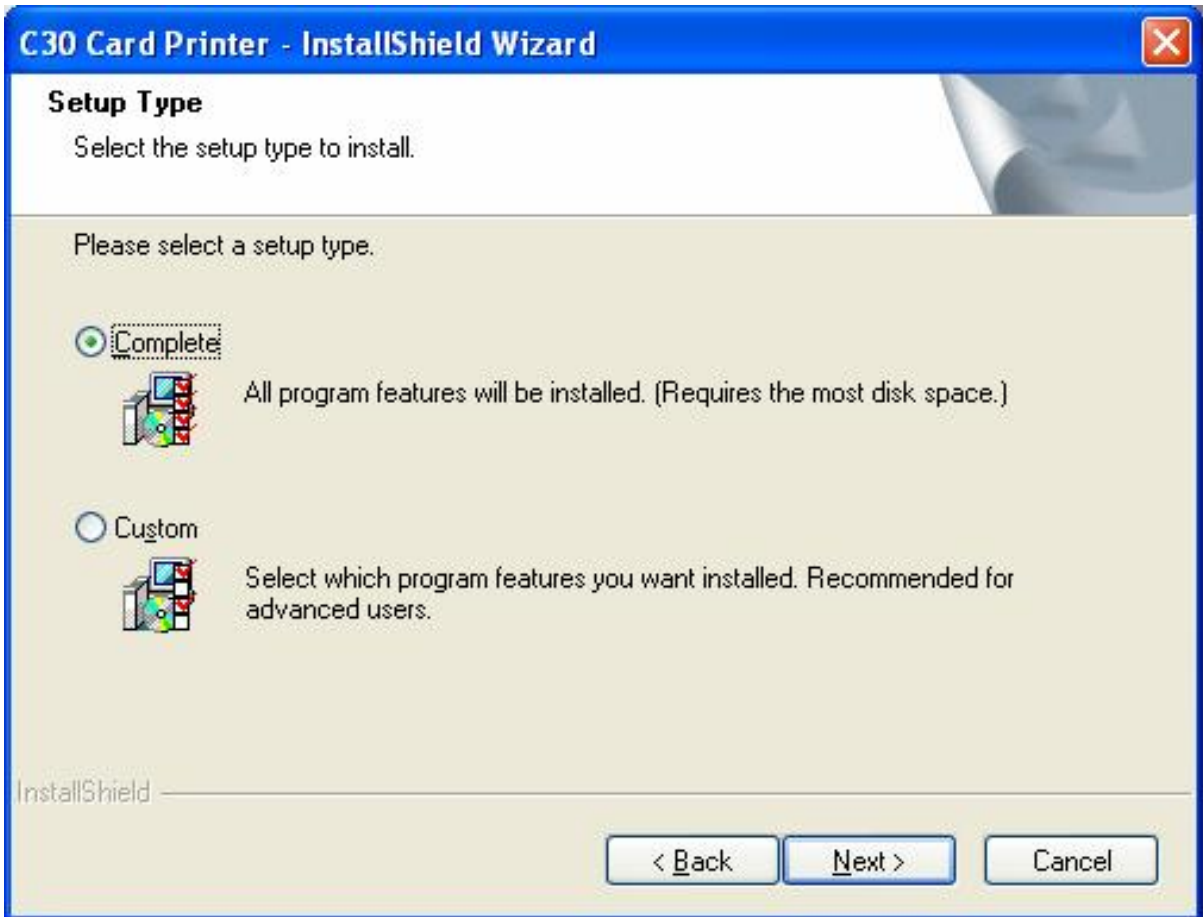 C30 Card Printer - InstallShield Wizard
Setup Type
Select the setup type to install.
Please select a setup type.
Complete
All program features will be installed. (Requires the most disk space.)
Custom
Select which program features you want installed. Recommended for
advanced users.
InstallShield
< Back
Next >
Cancel